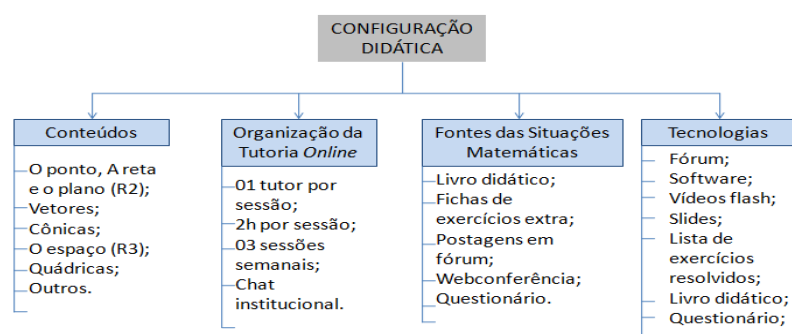 CONFIGURAÇÃO
DIDÁTICA
Conteúdos
O ponto, A reta
e o plano (R2);
Vetores;
Cônicas;
O espaço (R3);
Quádricas;
Outros.
Organização da
Tutoria Online
01 tutor por
sessão;
2h por sessão;
03 sessões
semanais;
Chat
institucional.
Fontes das Situações
Matemáticas
Livro didático;
Fichas de
exercícios extra;
Postagens em
fórum;
Webconferência;
Questionário.
Tecnologias
Fórum;
Software;
Vídeos flash;
Slides;
Lista de
exercícios
resolvidos;
Livro didático;
Questionário;